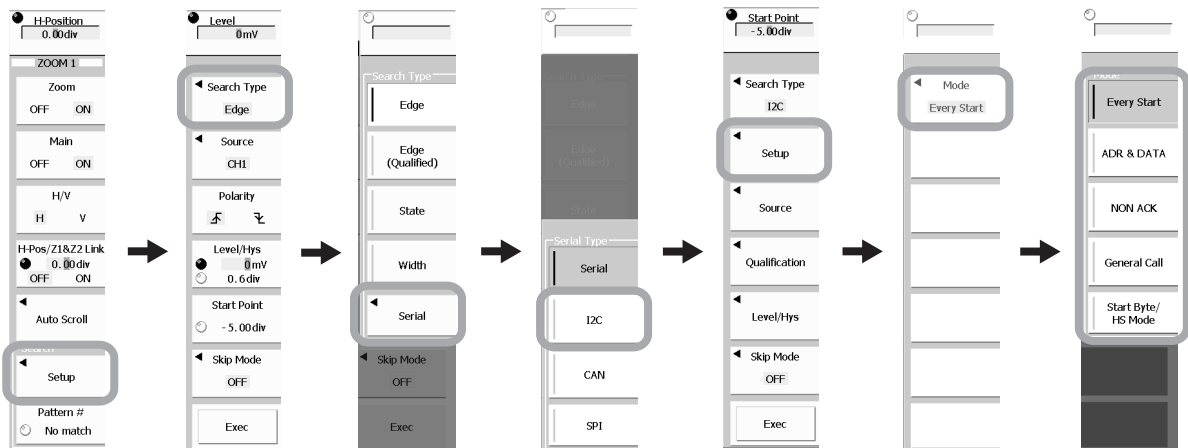 H-Position
0.00div
ZOOM 1
Zoom
OFF ON
Main
OFF ON
H/V
H V
H-Pos/Z1&Z2 Link
0.00div
OFF ON
Auto Scroll
Search
Setup
Pattern #
No match
Level
0mV
Search Type
Edge
Source
CH1
Polarity
Level/Hys
0mV
0.6div
Start Point
-5.00div
Skip Mode
OFF
Exec
Search Type
Edge
Edge
(Qualified)
State
Width
Serial
Skip Mode
OFF
Exec
Search Type
Edge
Edge
(Qualified)
State
Serial Type
Serial
I2C
CAN
SPI
Start Point
-5.00div
Search Type
I2C
Setup
Source
Qualification
Level/Hys
Skip Mode
OFF
Exec
Mode
Every Start
Mode
Every Start
ADR & DATA
NON ACK
General Call
Start Byte/
HS Mode